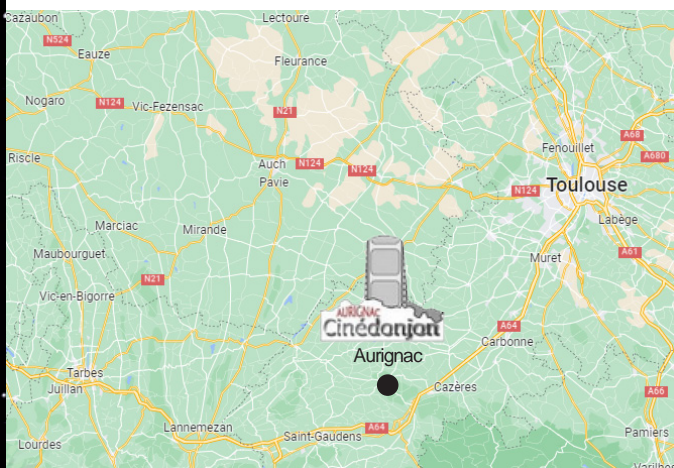 Cazaubon
Lectoure
N524
Eauze
Fleurance
Nogaro
N124
Vic-Fezensac
N21
A68
Fenouillet
A680
Riscle
Auch
N124
N124
Pavie
N124
Toulouse
Labège
Marciac
Mirande
Maubourguet
Muret
A61
N21
Vic-en-Bigorre
AURIGNAC
Cinédonjon
A64
Carbonne
Aurignac
Tarbes
Juillan
Cazères
A66
Lannemezan
A64
Saint-Gaudens
Pamiers
Lourdes
Varilhes